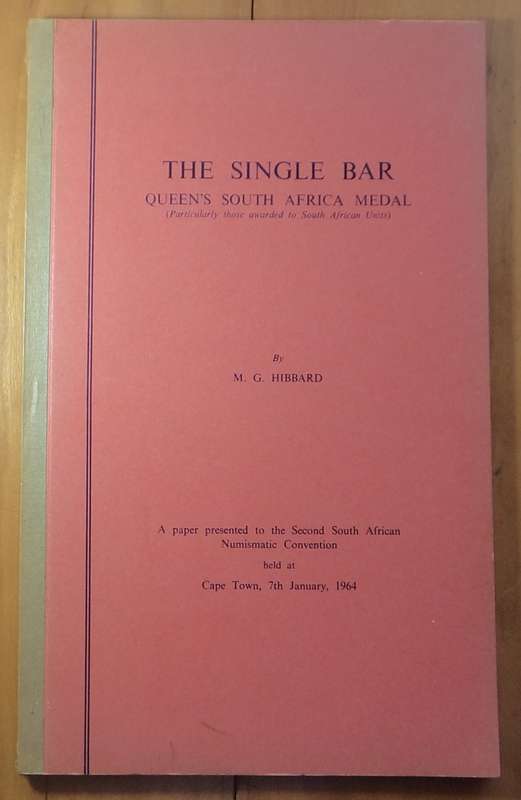 THE SINGLE BAR
QUEEN'S SOUTH AFRICA MEDAL
(Particularly those awarded to South African Units)
By
M. G. HIBBARD
A paper presented to the Second South African
Numismatic Convention
held at
Cape Town, 7th January, 1964